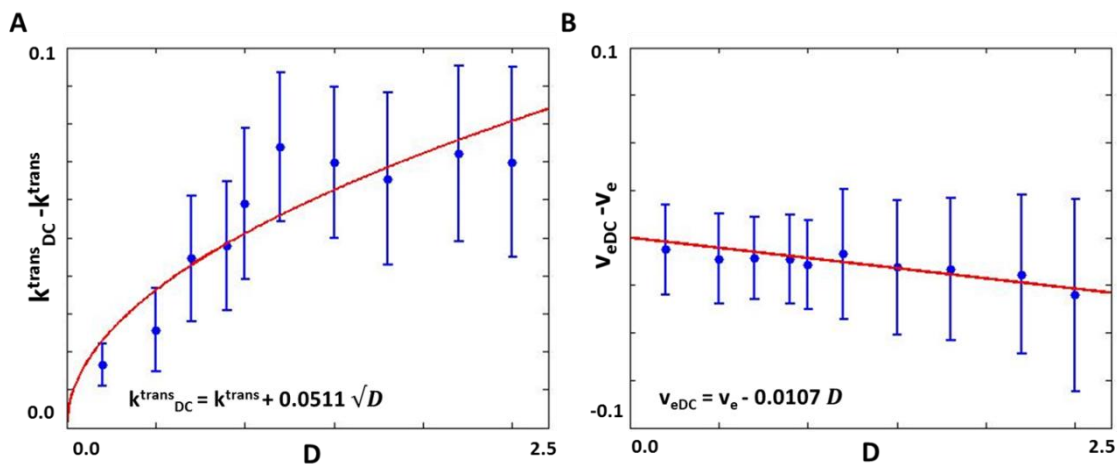 A
0.1
k^trans_DC - k^trans
0.0
k^trans_DC = k^trans + 0.0511 √D
0.0
D
2.5
B
0.1
v_eDC - v_e
-0.1
v_eDC = v_e - 0.0107 D
0.0
D
2.5